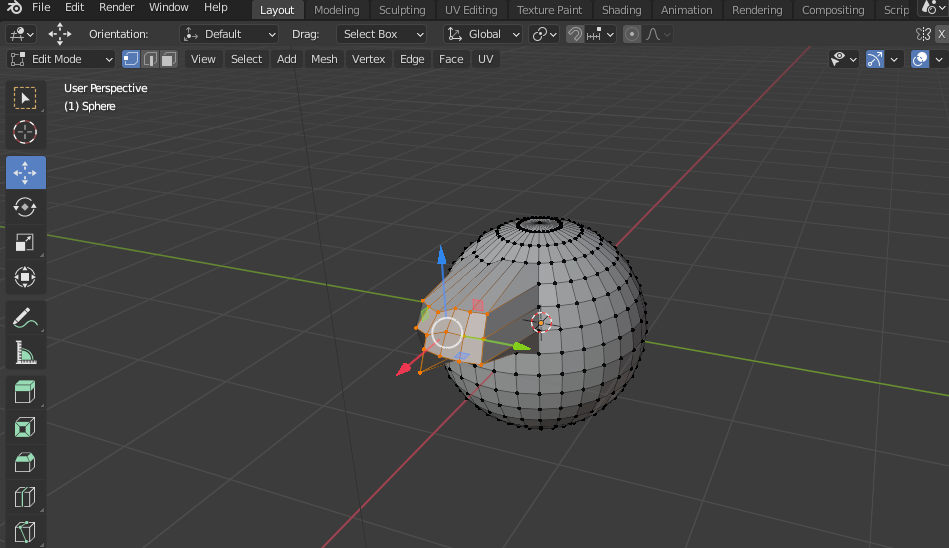 File Edit Render Window Help Layout Modeling Sculpting UV Editing Texture Paint Shading Animation Rendering Compositing Scrip
Orientation: Default Drag: Select Box Global X
Edit Mode View Select Add Mesh Vertex Edge Face UV
User Perspective
(1) Sphere